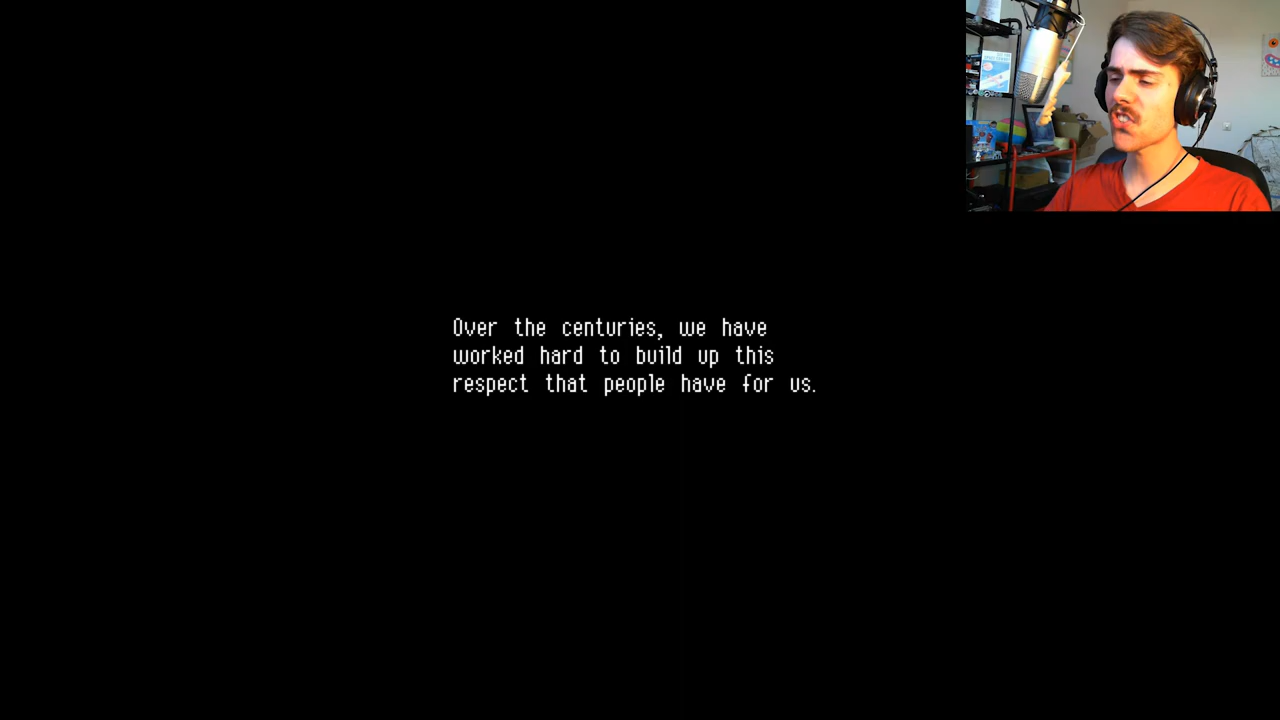 Over the centuries, we have
worked hard to build up this
respect that people have for us.